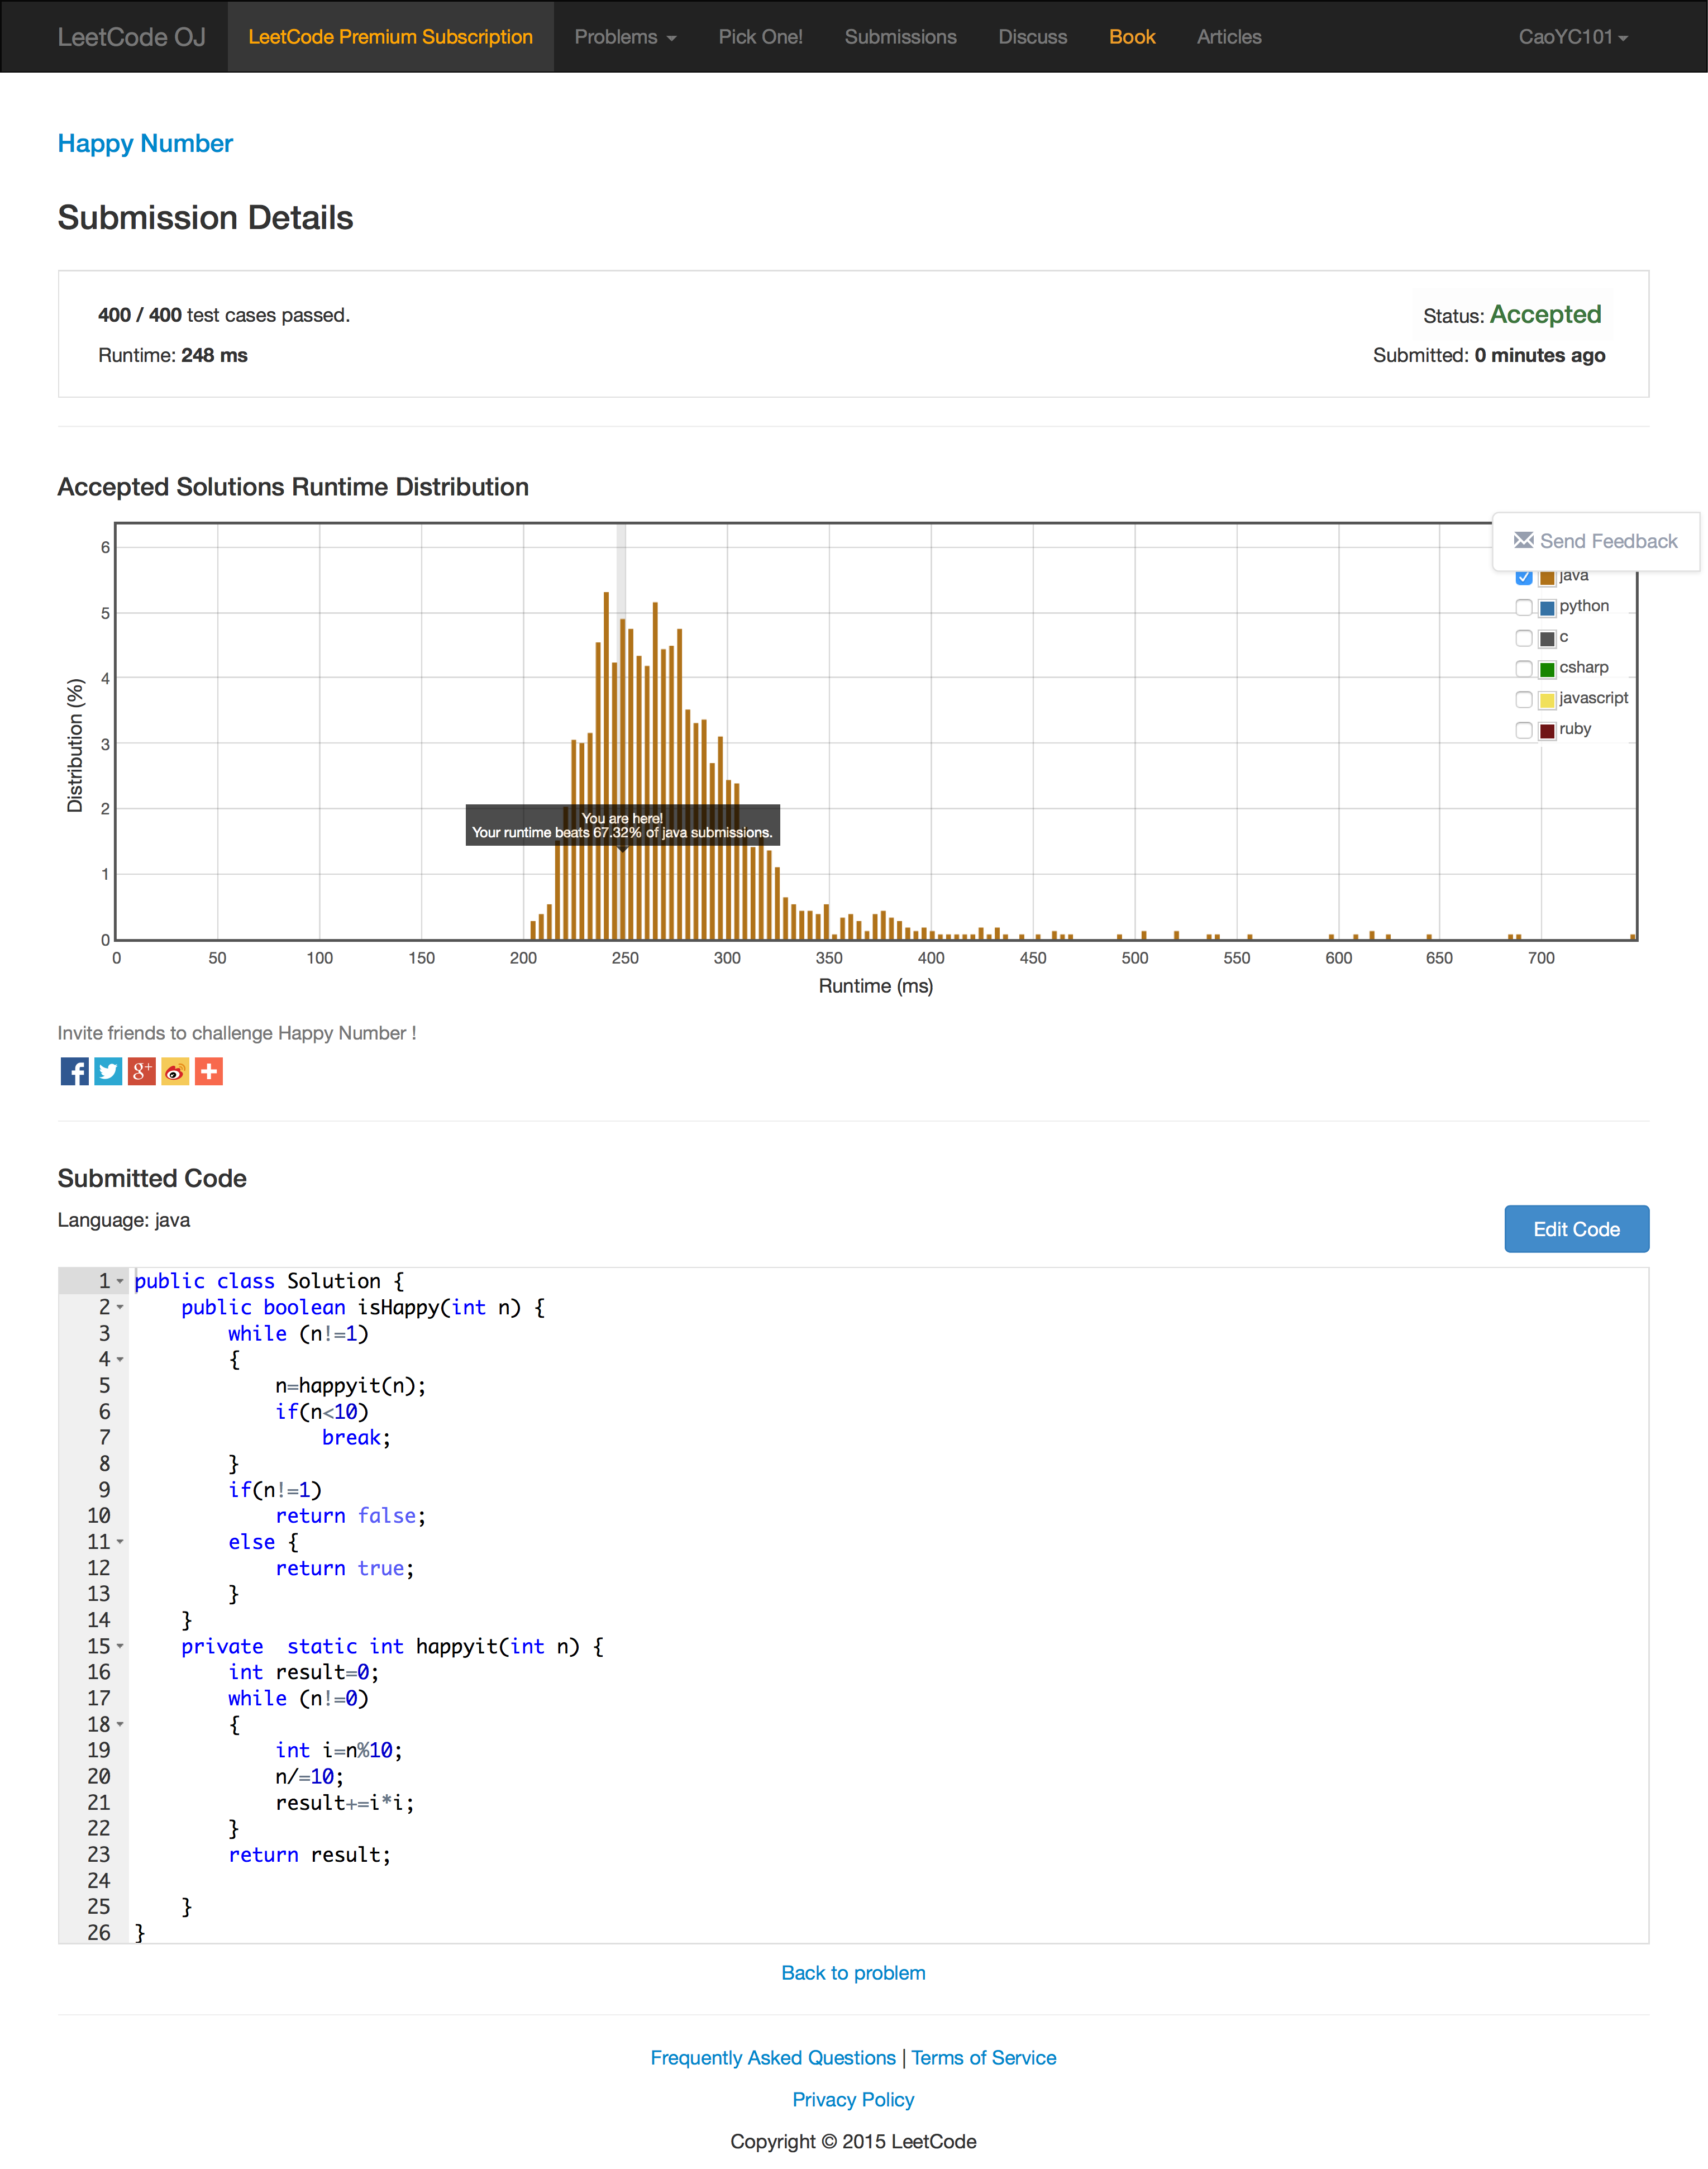 LeetCode OJ LeetCode Premium Subscription Problems Pick One! Submissions Discuss Book Articles CaoYC101
Happy Number
Submission Details
400 / 400 test cases passed. Status: Accepted
Runtime: 248 ms Submitted: 0 minutes ago
Accepted Solutions Runtime Distribution
Send Feedback
java
python
c
csharp
javascript
ruby
6
5
4
3
2
1
0
Distribution (%)
You are here!
Your runtime beats 67.32% of java submissions.
0 50 100 150 200 250 300 350 400 450 500 550 600 650 700
Runtime (ms)
Invite friends to challenge Happy Number !
Submitted Code
Language: java
Edit Code
1 public class Solution {
2 public boolean isHappy(int n) {
3 while (n!=1)
4 {
5 n=happyit(n);
6 if(n<10)
7 break;
8 }
9 if(n!=1)
10 return false;
11 else {
12 return true;
13 }
14 }
15 private  static int happyit(int n) {
16 int result=0;
17 while (n!=0)
18 {
19 int i=n%10;
20 n/=10;
21 result+=i*i;
22 }
23 return result;
24
25 }
26 }
Back to problem
Frequently Asked Questions | Terms of Service
Privacy Policy
Copyright © 2015 LeetCode